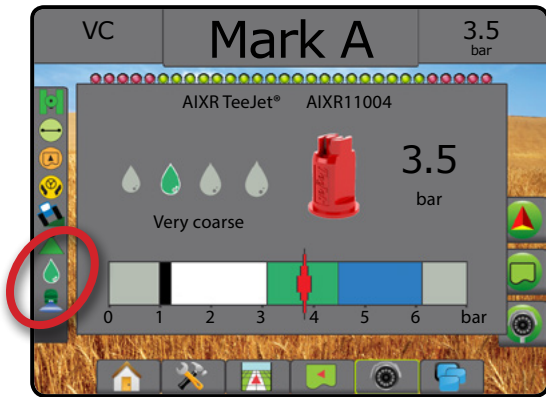 VC
Mark A
3.5
bar
AIXR TeeJet® AIXR11004
3.5
bar
Very coarse
0 1 2 3 4 5 6 bar